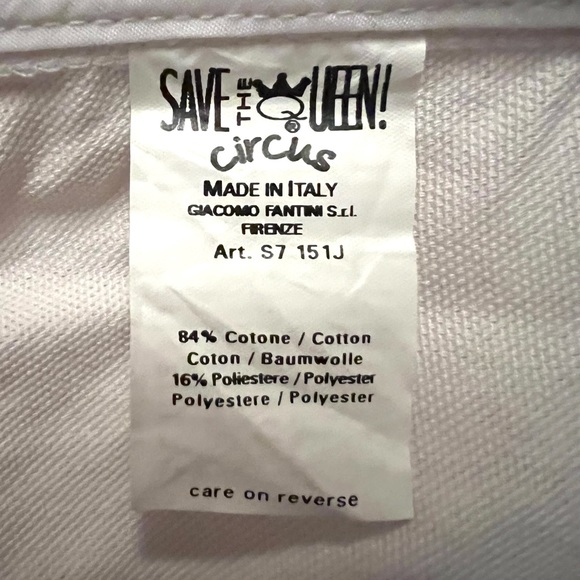 SAVE THE QUEEN!
®
circus
MADE IN ITALY
GIACOMO FANTINI S.r.l.
FIRENZE
Art. S7 151J
84% Cotone / Cotton
Coton / Baumwolle
16% Poliestere / Polyester
Polyestere / Polyester
care on reverse